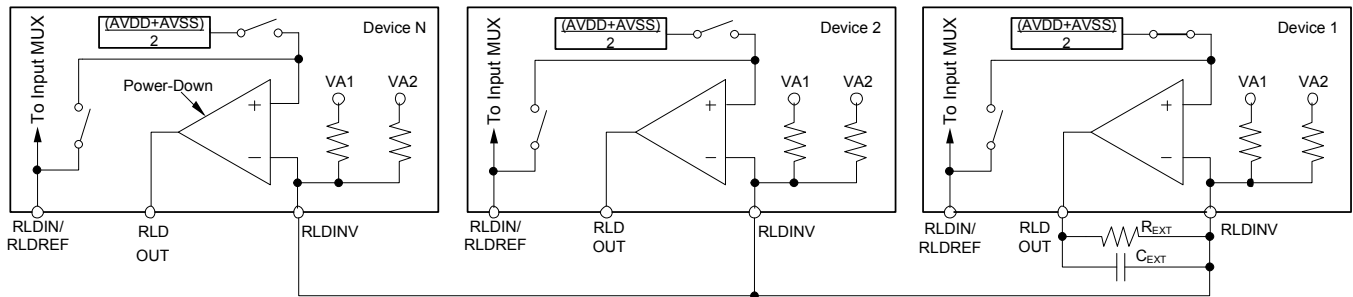 To Input MUX
(AVDD+AVSS)
2
Device N
Power-Down
VA1
VA2
+
−
RLDIN/
RLDREF
RLD
OUT
RLDINV
To Input MUX
(AVDD+AVSS)
2
Device 2
VA1
VA2
+
−
RLDIN/
RLDREF
RLD
OUT
RLDINV
To Input MUX
(AVDD+AVSS)
2
Device 1
VA1
VA2
+
−
RLDIN/
RLDREF
RLD
OUT
REXT
CEXT
RLDINV